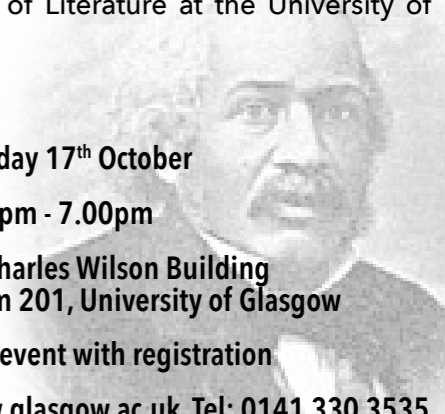 of Literature at the University of
day 17th October
pm - 7.00pm
Charles Wilson Building
201, University of Glasgow
event with registration
glasgow.ac.uk Tel: 0141 330 3535